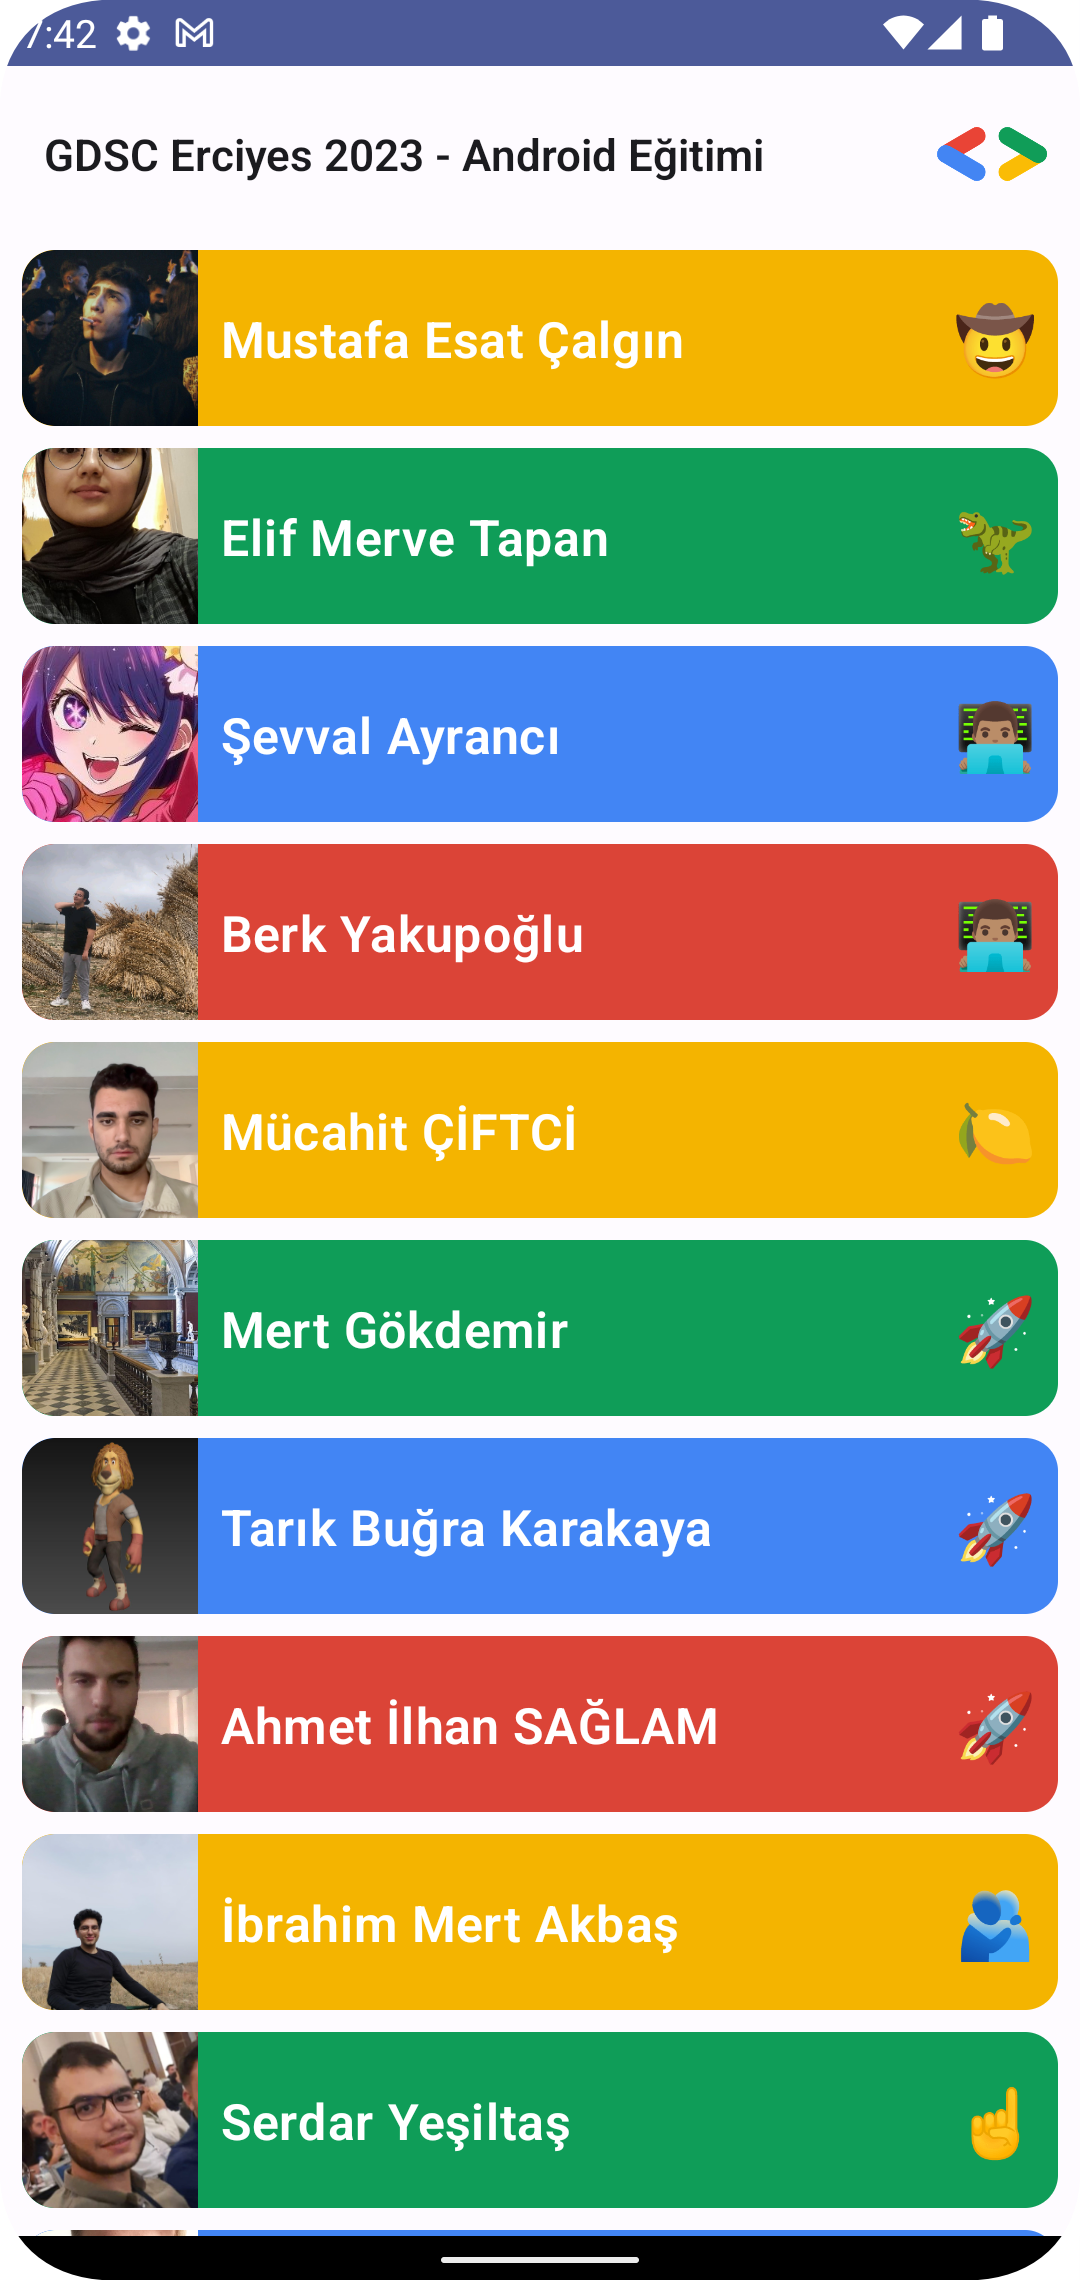 7:42
GDSC Erciyes 2023 - Android Eğitimi
Mustafa Esat Çalgın
Elif Merve Tapan
Şevval Ayrancı
Berk Yakupoğlu
Mücahit ÇİFTCİ
Mert Gökdemir
Tarık Buğra Karakaya
Ahmet İlhan SAĞLAM
İbrahim Mert Akbaş
Serdar Yeşiltaş